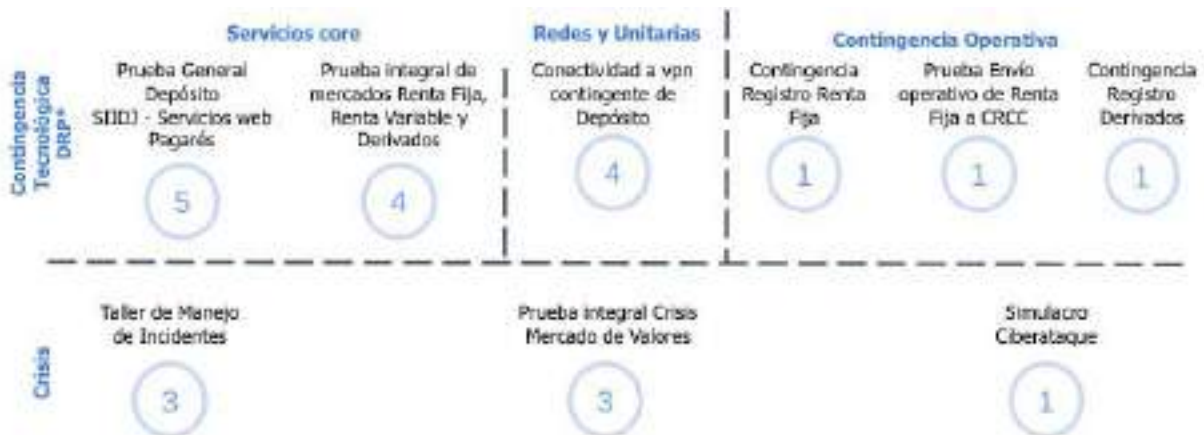 Servicios core
Redes y Unitarias
Contingencia Operativa
Contingencia
Tecnológica
DRP*
Prueba General
Depósito
SIIDJ - Servicios web
Pagarés
5
Prueba integral de
mercados Renta Fija,
Renta Variable y
Derivados
4
Conectividad a vpn
contingente de
Depósito
4
Contingencia
Registro Renta
Fija
1
Prueba Envío
operativo de Renta
Fija a CRCC
1
Contingencia
Registro
Derivados
1
Crisis
Taller de Manejo
de Incidentes
3
Prueba integral Crisis
Mercado de Valores
3
Simulacro
Ciberataque
1